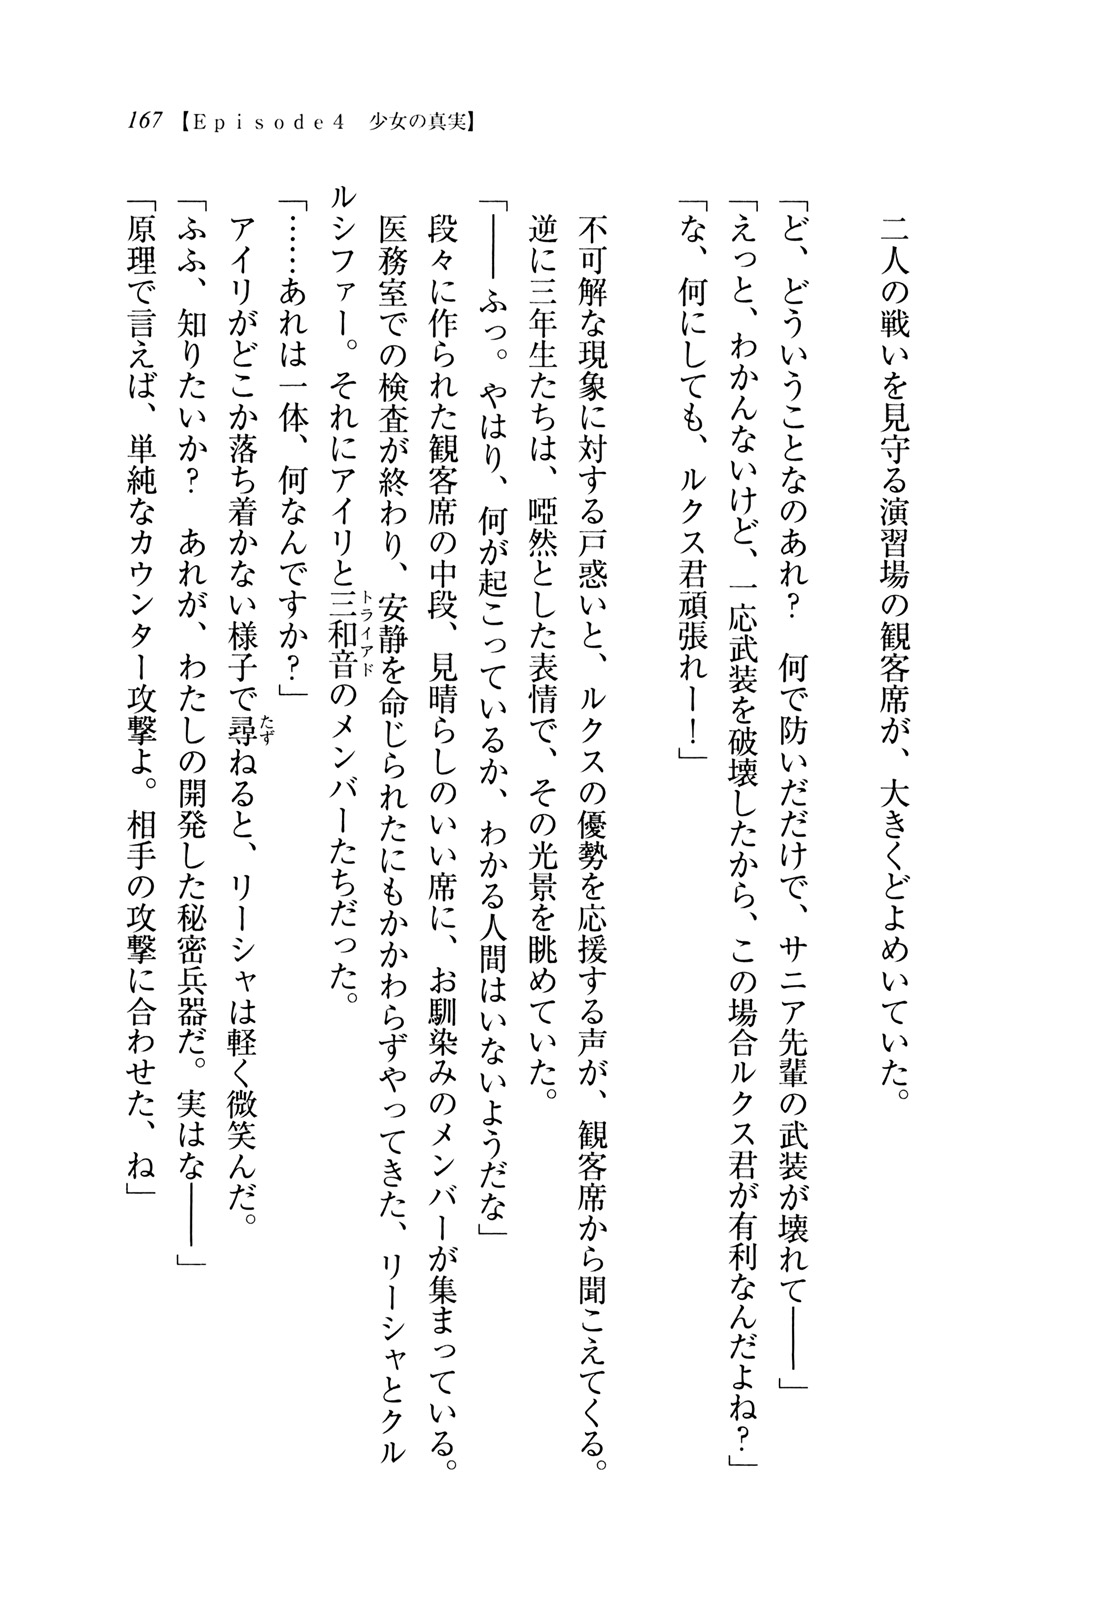 167 【Episode4　少女の真実】
　二人の戦いを見守る演習場の観客席が、大きくどよめいていた。
「ど、どういうことなのあれ？　何で防いだだけで、サニア先輩の武装が壊れて――」
「えっと、わかんないけど、一応武装を破壊したから、この場合ルクス君が有利なんだよね？」
「な、何にしても、ルクス君頑張れー！」
　不可解な現象に対する戸惑いと、ルクスの優勢を応援する声が、観客席から聞こえてくる。
　逆に三年生たちは、啞然とした表情で、その光景を眺めていた。
「――ふっ。やはり、何が起こっているか、わかる人間はいないようだな」
　段々に作られた観客席の中段、見晴らしのいい席に、お馴染みのメンバーが集まっている。
　医務室での検査が終わり、安静を命じられたにもかかわらずやってきた、リーシャとクル
ルシファー。それにアイリと三和音のメンバーたちだった。
トライアド
「……あれは一体、何なんですか？」
　アイリがどこか落ち着かない様子で尋ねると、リーシャは軽く微笑んだ。
たず
「ふふ、知りたいか？　あれが、わたしの開発した秘密兵器だ。実はな――」
「原理で言えば、単純なカウンター攻撃よ。相手の攻撃に合わせた、ね」